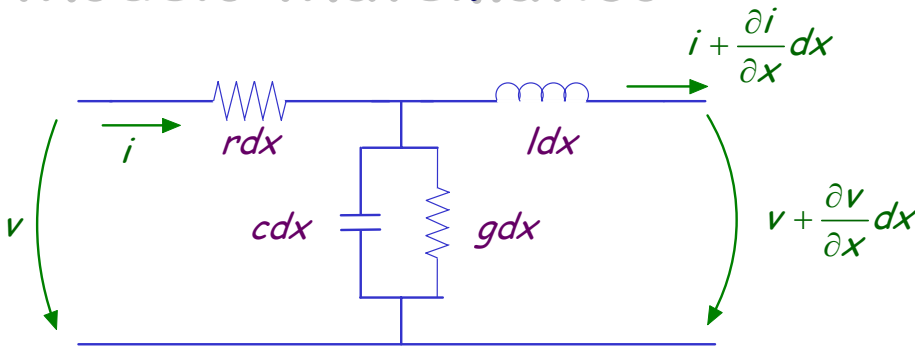 i + ∂i/∂x dx
rdx
ldx
i
v
cdx
gdx
v + ∂v/∂x dx